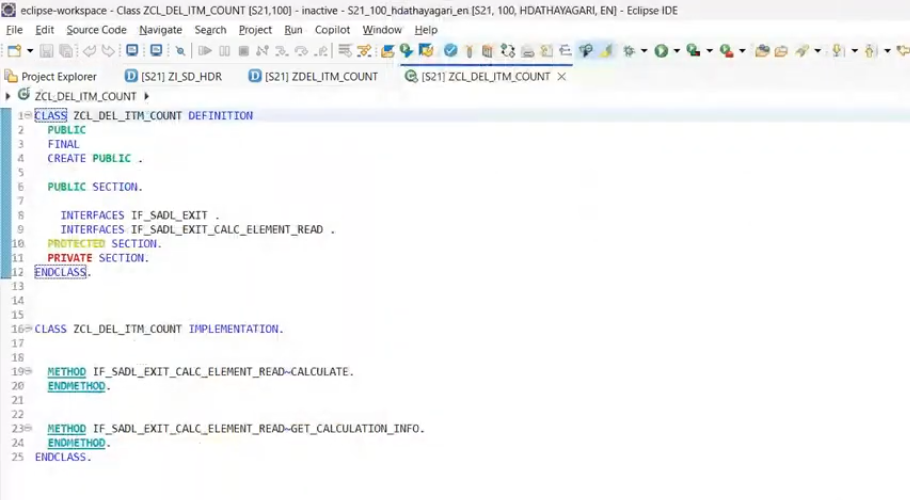 eclipse-workspace - Class ZCL_DEL_ITM_COUNT [S21,100] - inactive - S21_100_hdathayagari_en [S21, 100, HDATHAYAGARI, EN] - Eclipse IDE
File Edit Source Code Navigate Search Project Run Copilot Window Help
Project Explorer [S21] ZI_SD_HDR [S21] ZDEL_ITM_COUNT [S21] ZCL_DEL_ITM_COUNT
ZCL_DEL_ITM_COUNT
1 CLASS ZCL_DEL_ITM_COUNT DEFINITION
2 PUBLIC
3 FINAL
4 CREATE PUBLIC .
5
6 PUBLIC SECTION.
7
8 INTERFACES IF_SADL_EXIT .
9 INTERFACES IF_SADL_EXIT_CALC_ELEMENT_READ .
10 PROTECTED SECTION.
11 PRIVATE SECTION.
12 ENDCLASS.
13
14
15
16 CLASS ZCL_DEL_ITM_COUNT IMPLEMENTATION.
17
18
19 METHOD IF_SADL_EXIT_CALC_ELEMENT_READ~CALCULATE.
20 ENDMETHOD.
21
22
23 METHOD IF_SADL_EXIT_CALC_ELEMENT_READ~GET_CALCULATION_INFO.
24 ENDMETHOD.
25 ENDCLASS.